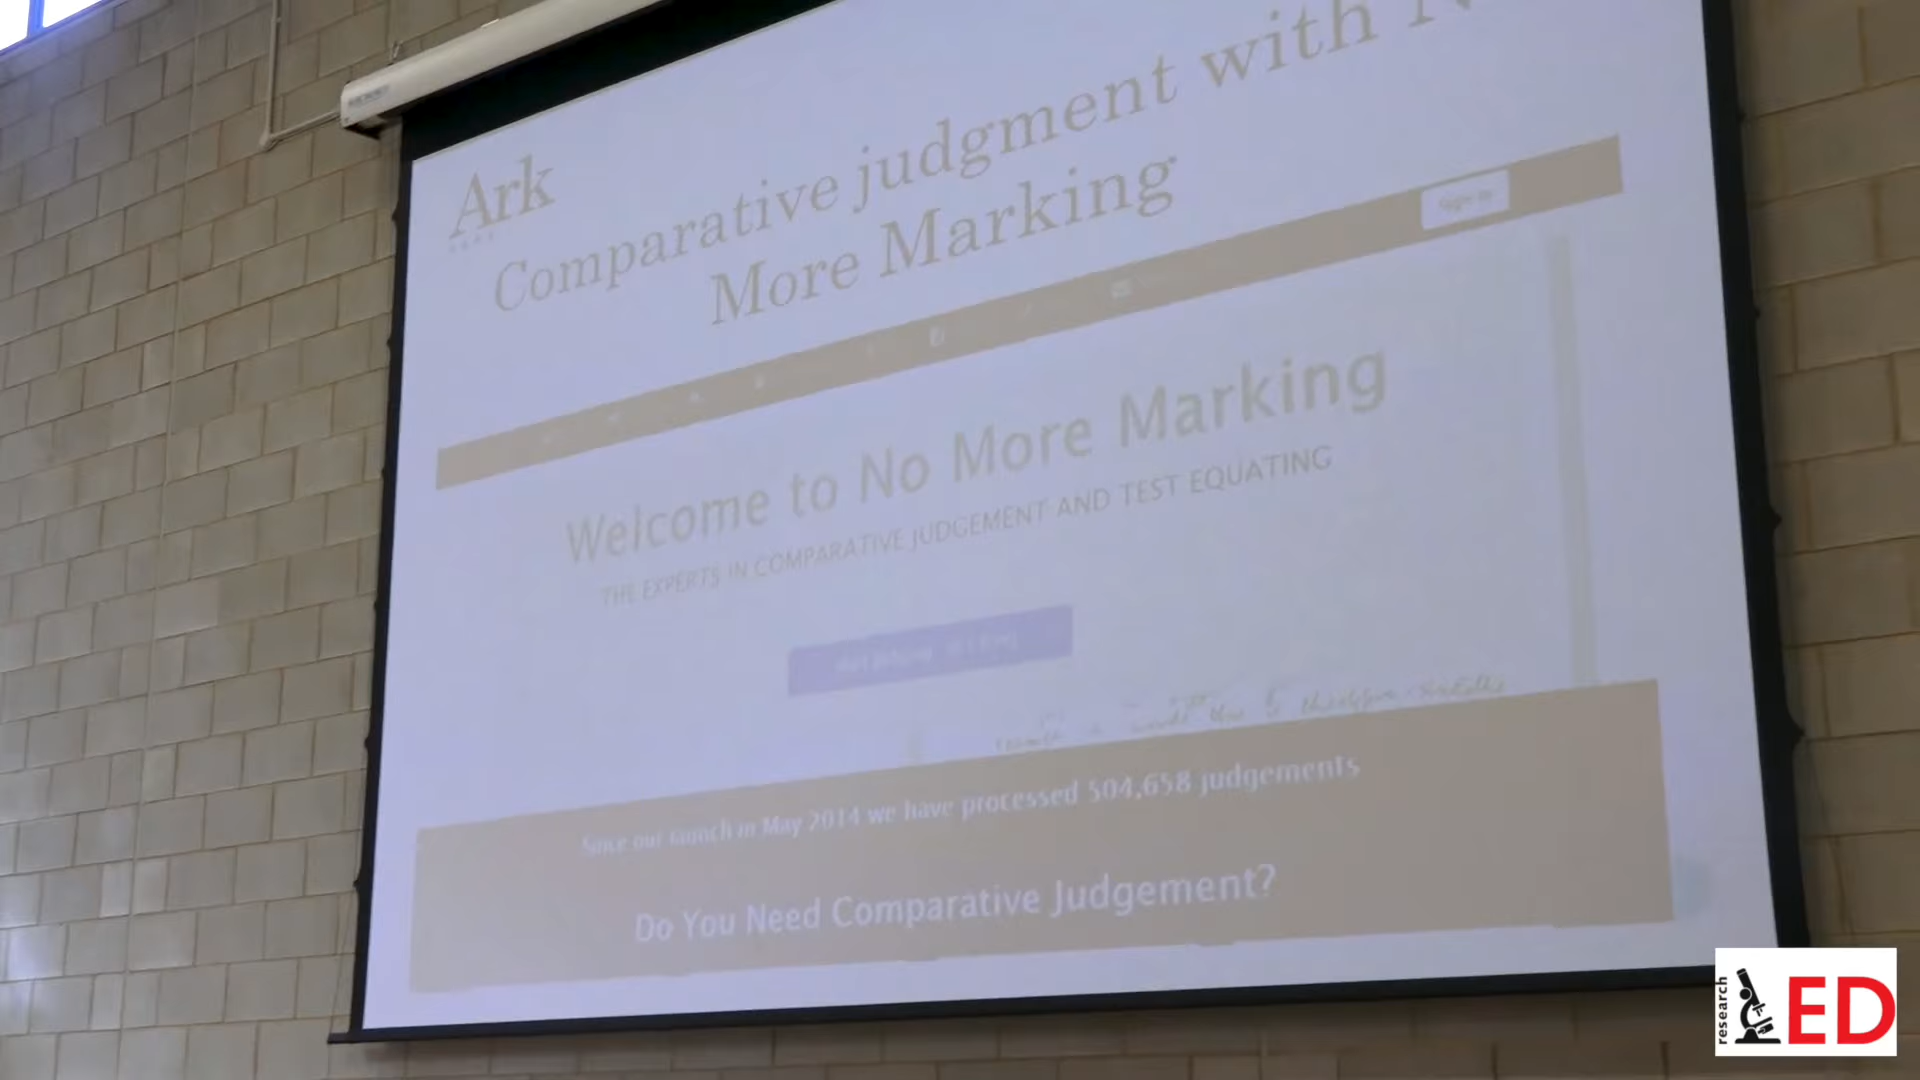 Ark
Comparative judgment with
More Marking
Sign in
Welcome to No More Marking
THE EXPERTS IN COMPARATIVE JUDGEMENT AND TEST EQUATING
Since our launch in May 2014 we have processed 504,658 judgements
Do You Need Comparative Judgement?
research
ED